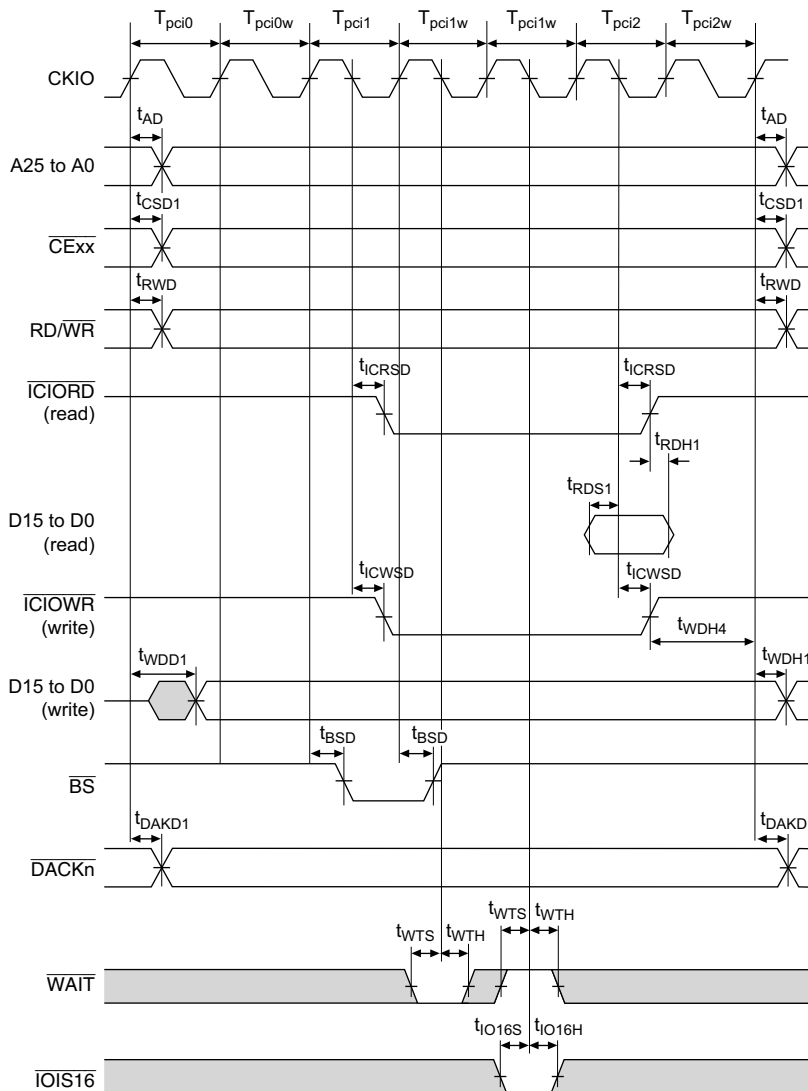 Tpci0 Tpci0w Tpci1 Tpci1w Tpci1w Tpci2 Tpci2w
CKIO
tAD tAD
A25 to A0
tCSD1 tCSD1
CExx
tRWD tRWD
RD/WR
tICRSD tICRSD
ICIORD
(read)
tRDH1
tRDS1
D15 to D0
(read)
tICWSD tICWSD
ICIOWR
(write)
tWDH4
tWDD1 tWDH1
D15 to D0
(write)
tBSD tBSD
BS
tDAKD1 tDAKD
DACKn
tWTS tWTH
tWTS tWTH
WAIT
tIO16S tIO16H
IOIS16